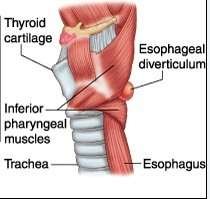 Thyroid
cartilage
Esophageal
diverticulum
Inferior
pharyngeal
muscles
Trachea
Esophagus